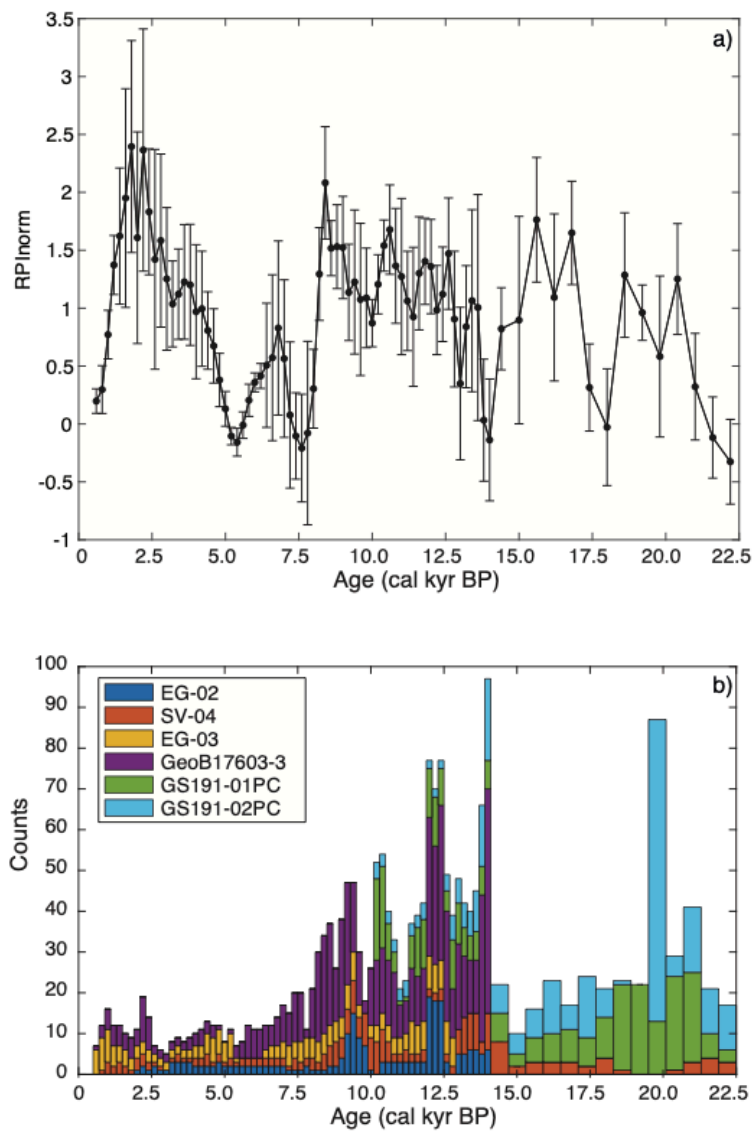 a)
3.5
3
2.5
2
1.5
1
0.5
0
-0.5
-1
RPInorm
0 2.5 5.0 7.5 10.0 12.5 15.0 17.5 20.0 22.5
Age (cal kyr BP)
b)
100
90
80
70
60
50
40
30
20
10
0
Counts
EG-02
SV-04
EG-03
GeoB17603-3
GS191-01PC
GS191-02PC
0 2.5 5.0 7.5 10.0 12.5 15.0 17.5 20.0 22.5
Age (cal kyr BP)